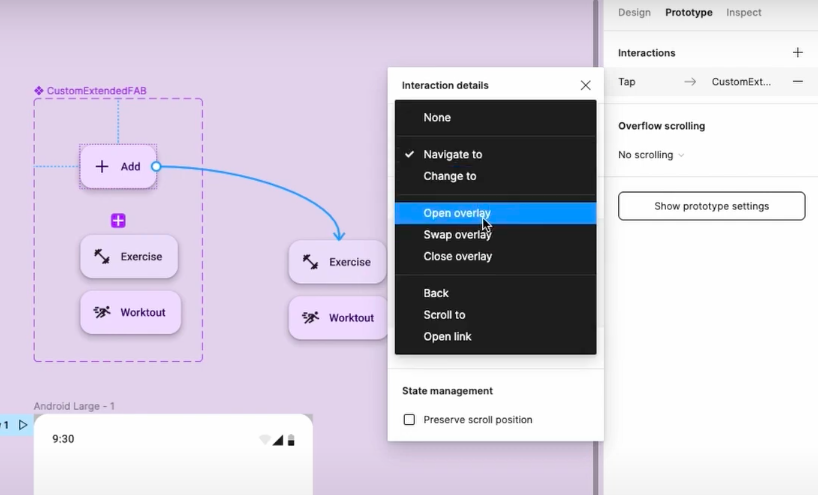 Design Prototype Inspect
Interactions
Tap CustomExt...
Overflow scrolling
No scrolling
Show prototype settings
CustomExtendedFAB
Add
Exercise
Worktout
Exercise
Worktout
Interaction details
None
Navigate to
Change to
Open overlay
Swap overlay
Close overlay
Back
Scroll to
Open link
State management
Preserve scroll position
Android Large - 1
1
9:30